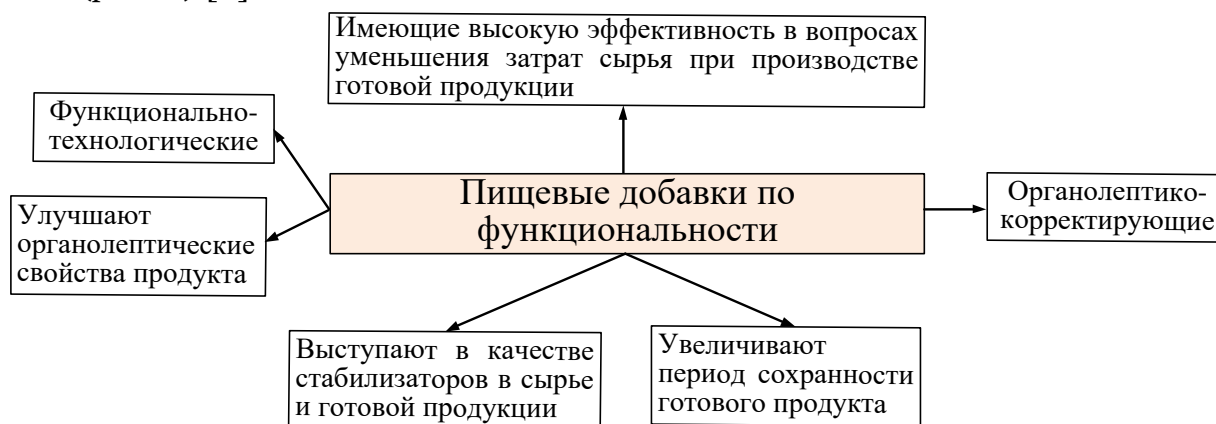 Имеющие высокую эффективность в вопросах
уменьшения затрат сырья при производстве
готовой продукции
Функционально-
технологические
Пищевые добавки по
функциональности
Органолептико-
корректирующие
Улучшают
органолептические
свойства продукта
Выступают в качестве
стабилизаторов в сырье
и готовой продукции
Увеличивают
период сохранности
готового продукта